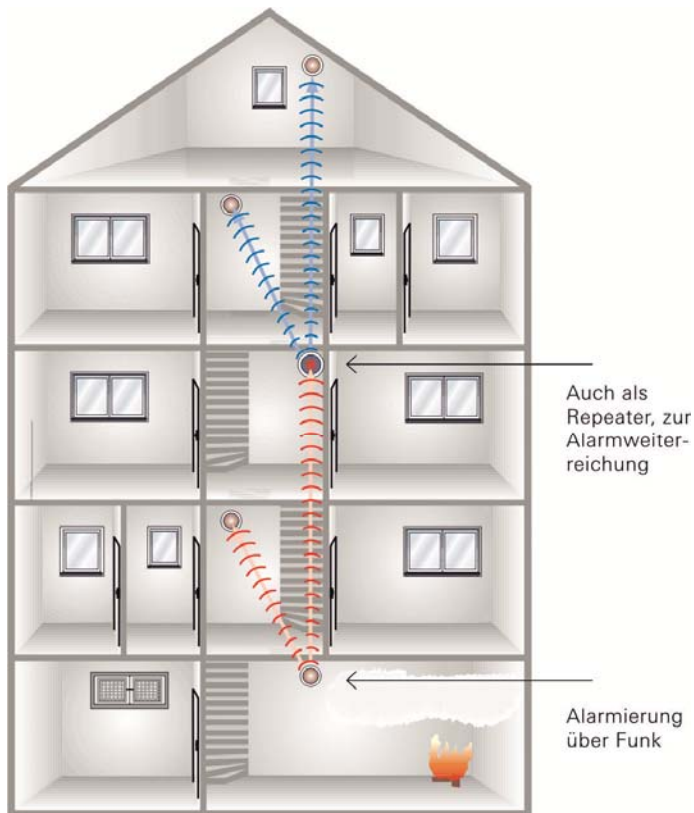 Auch als
Repeater, zur
Alarmweiter-
reichung
Alarmierung
über Funk